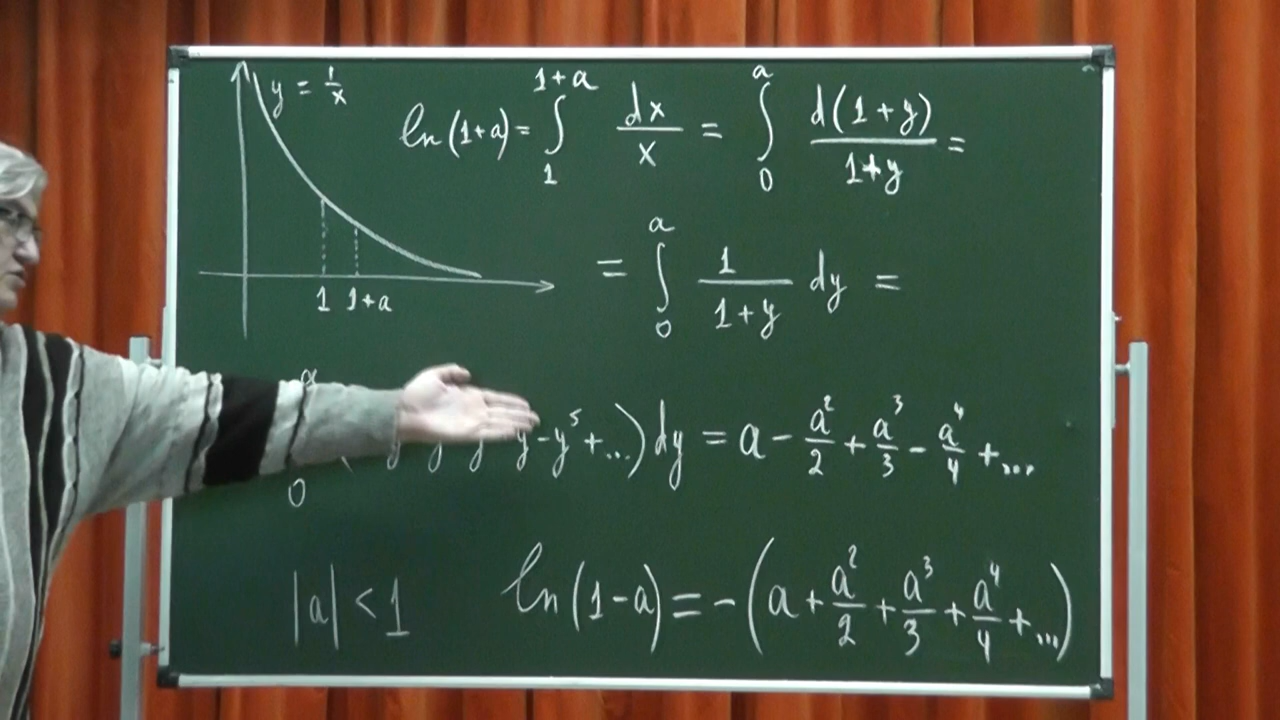 y = 1/x
ln(1+a) = ∫₁^{1+a} dx/x = ∫₀^a d(1+y)/(1+y) =
= ∫₀^a 1/(1+y) dy =
1 1+a
a 0 - y⁵ + ...) dy = a - a²/2 + a³/3 - a⁴/4 + ...
|a| < 1 ln(1-a) = -(a + a²/2 + a³/3 + a⁴/4 + ...)